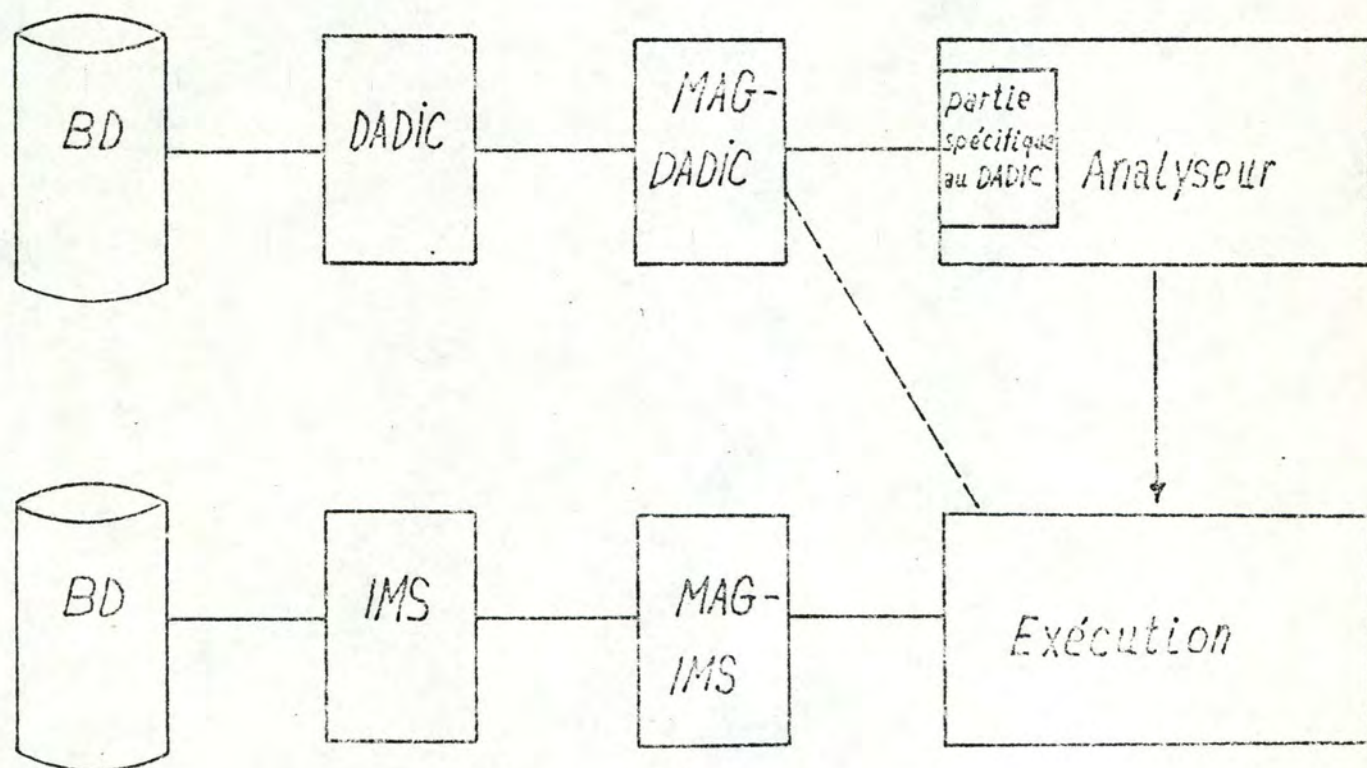 BD
DADIC
MAG-
DADIC
partie
spécifique
au DADIC
Analyseur
BD
IMS
MAG-
IMS
Exécution